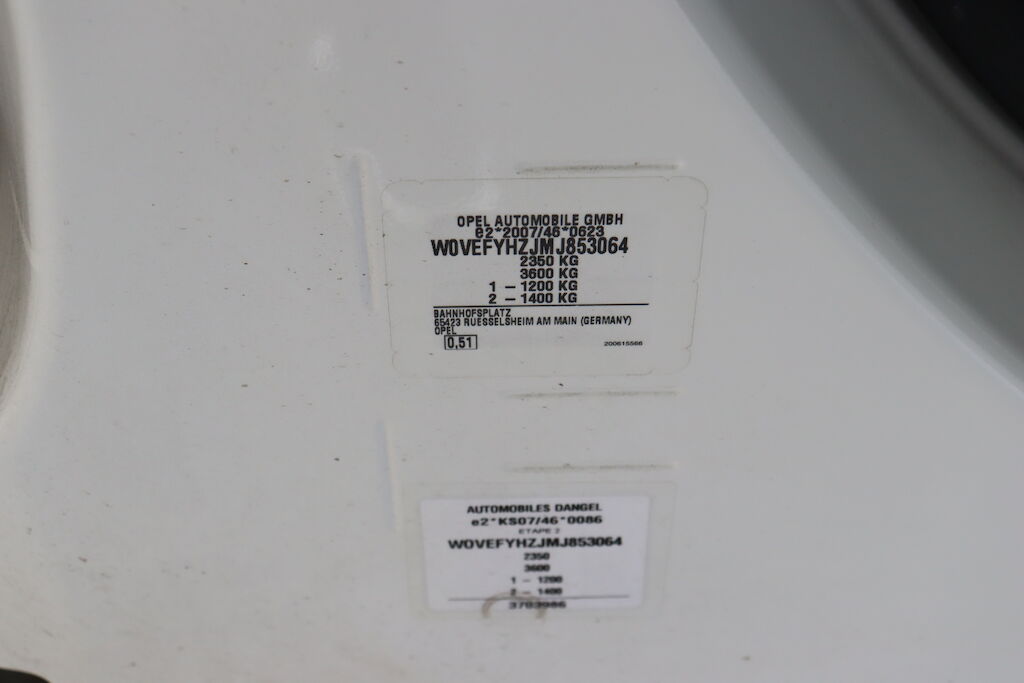 OPEL AUTOMOBILE GMBH
e2*2007/46*0623
W0VEFYHZJMJ853064
2350 KG
3600 KG
1 – 1200 KG
2 – 1400 KG
BAHNHOFSPLATZ
65423 RUESSELSHEIM AM MAIN (GERMANY)
OPEL
0,51
200615566
AUTOMOBILES DANGEL
e2*KS07/46*0086
ETAPE 2
W0VEFYHZJMJ853064
2350
3600
1 – 1200
2 – 1400
3703986